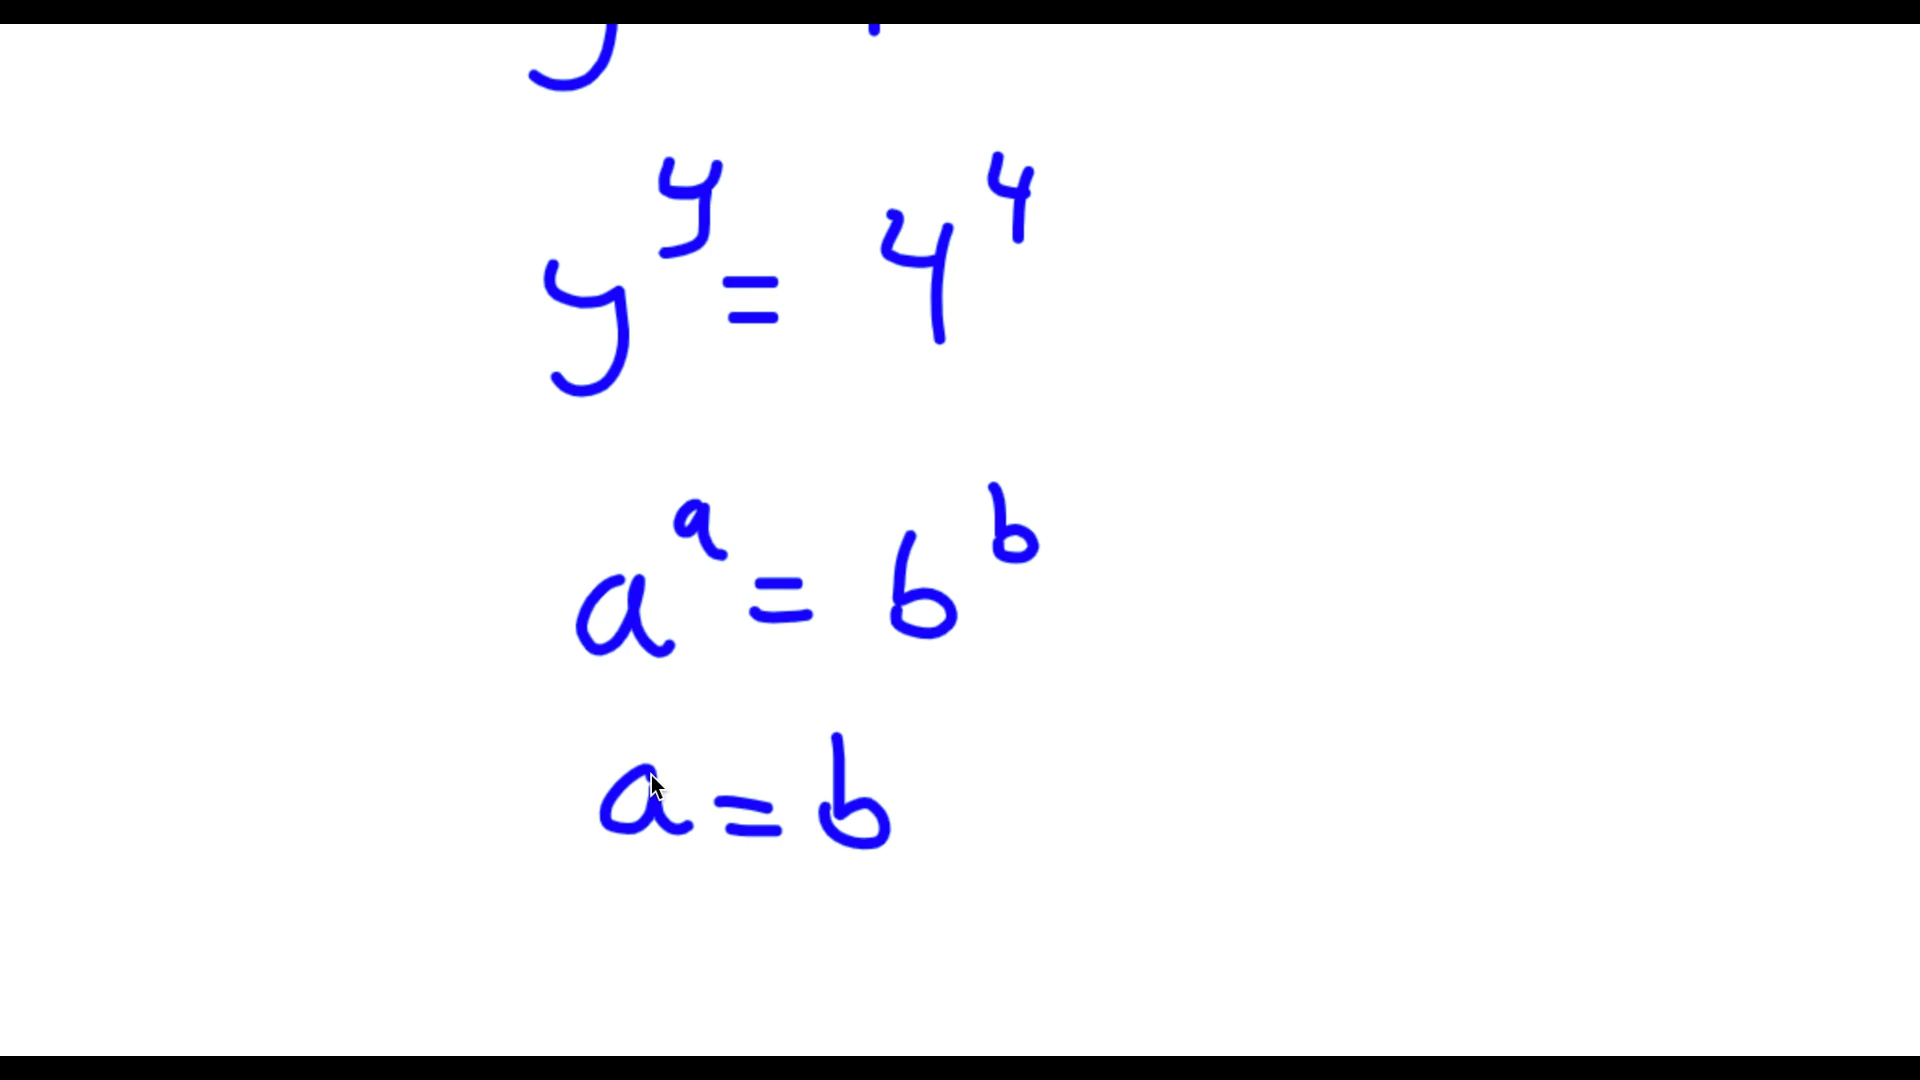 y^y = 4^4
a^a = b^b
a = b